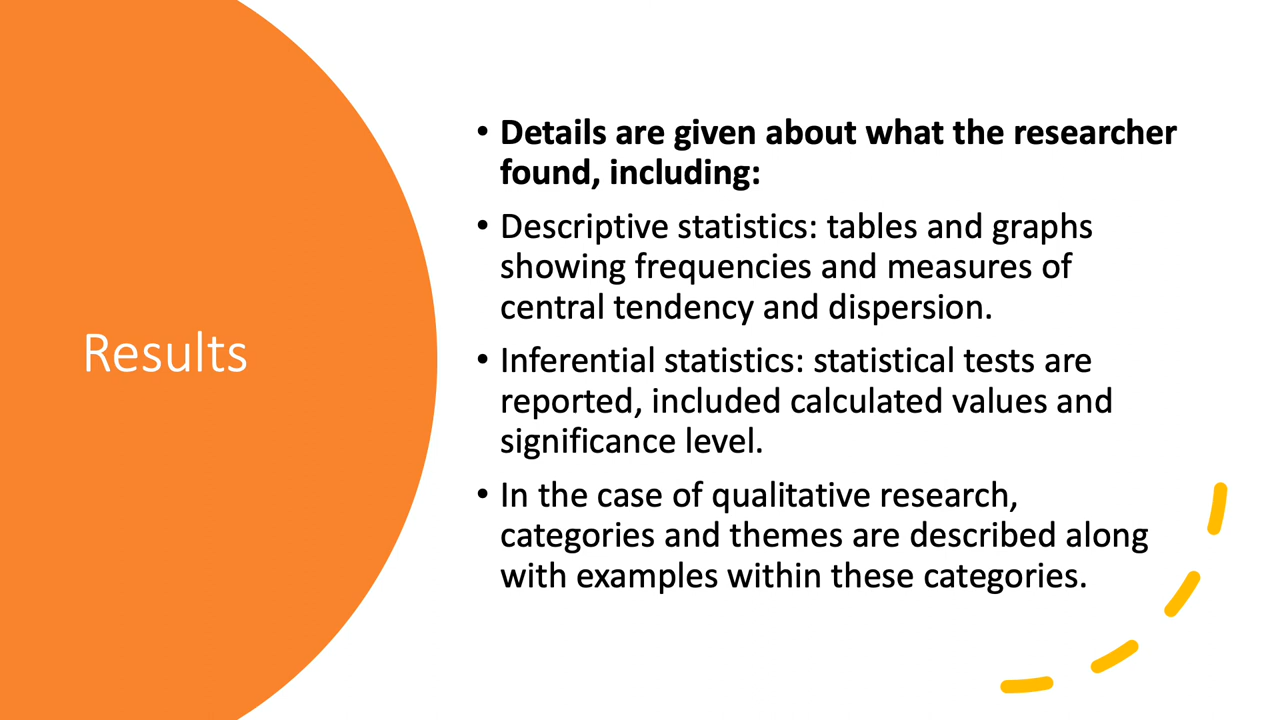 Results
• Details are given about what the researcher
found, including:
• Descriptive statistics: tables and graphs
showing frequencies and measures of
central tendency and dispersion.
• Inferential statistics: statistical tests are
reported, included calculated values and
significance level.
• In the case of qualitative research,
categories and themes are described along
with examples within these categories.